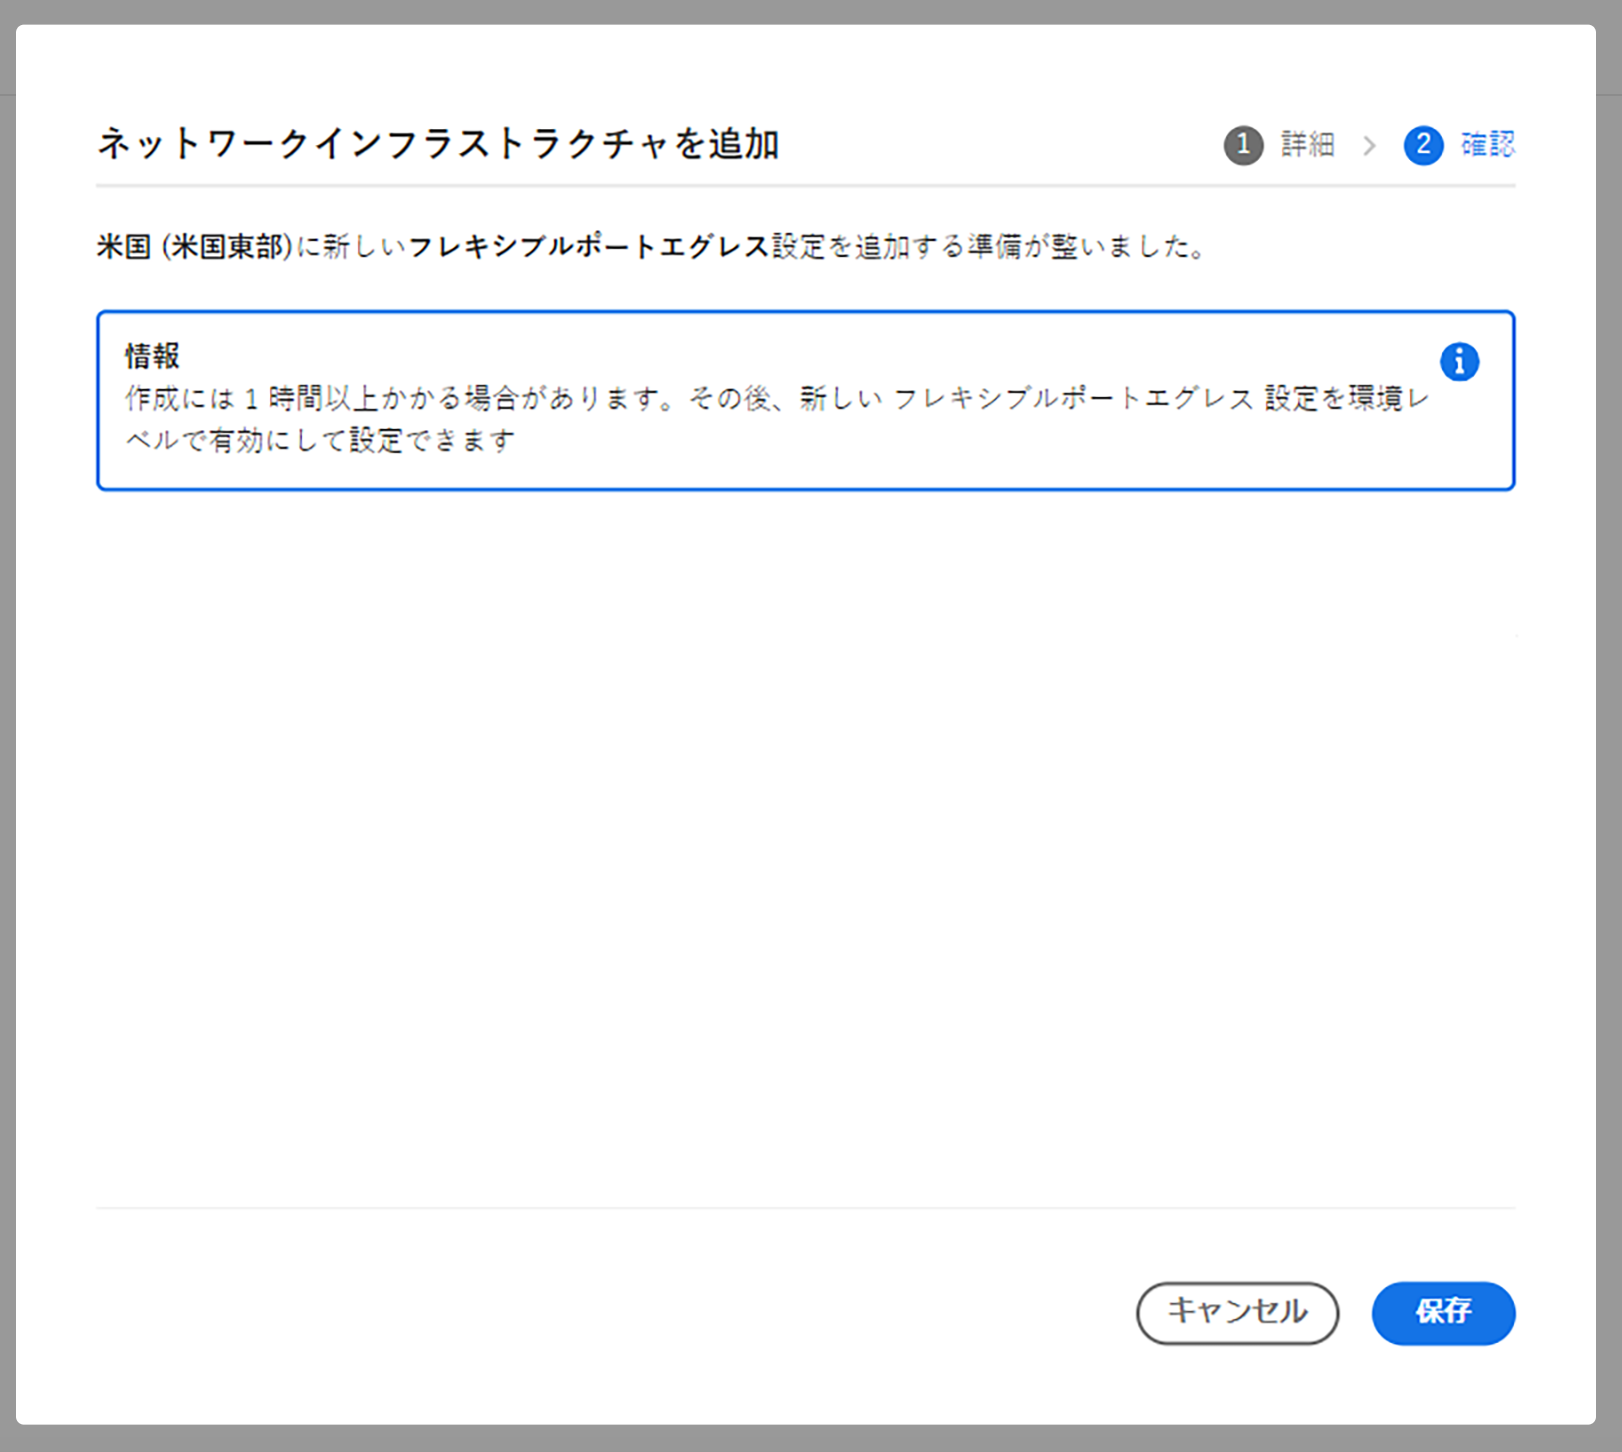 ネットワークインフラストラクチャを追加
1 詳細 > 2 確認
米国 (米国東部)に新しいフレキシブルポートエグレス設定を追加する準備が整いました。
情報
作成には 1 時間以上かかる場合があります。その後、新しい フレキシブルポートエグレス 設定を環境レ
ベルで有効にして設定できます
キャンセル 保存